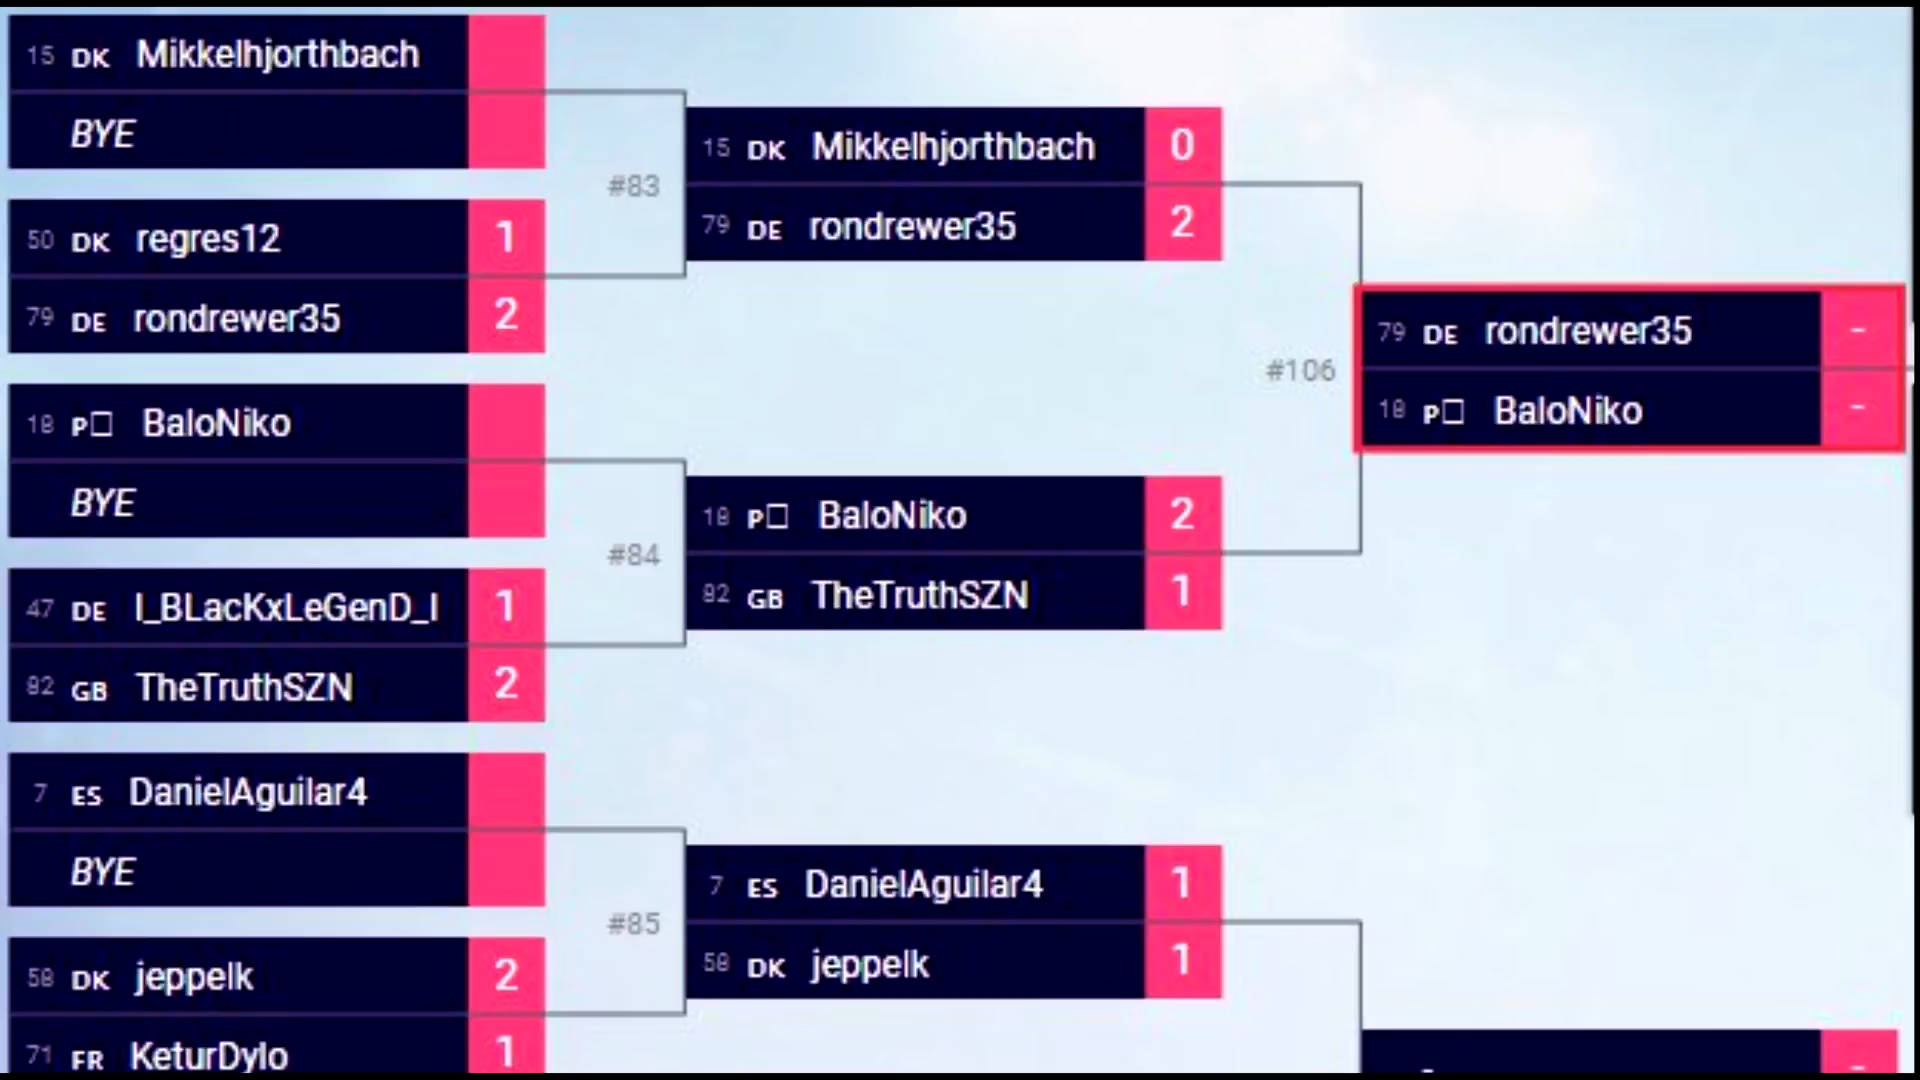 15 DK Mikkelhjorthbach
BYE
#83
50 DK regres12 1
79 DE rondrewer35 2
18 P□ BaloNiko
BYE
#84
47 DE I_BLacKxLeGenD_I 1
82 GB TheTruthSZN 2
7 ES DanielAguilar4
BYE
#85
58 DK jeppelk 2
71 FR KeturDylo 1
15 DK Mikkelhjorthbach 0
79 DE rondrewer35 2
#106
18 P□ BaloNiko 2
82 GB TheTruthSZN 1
7 ES DanielAguilar4 1
58 DK jeppelk 1
79 DE rondrewer35 -
18 P□ BaloNiko -
- -